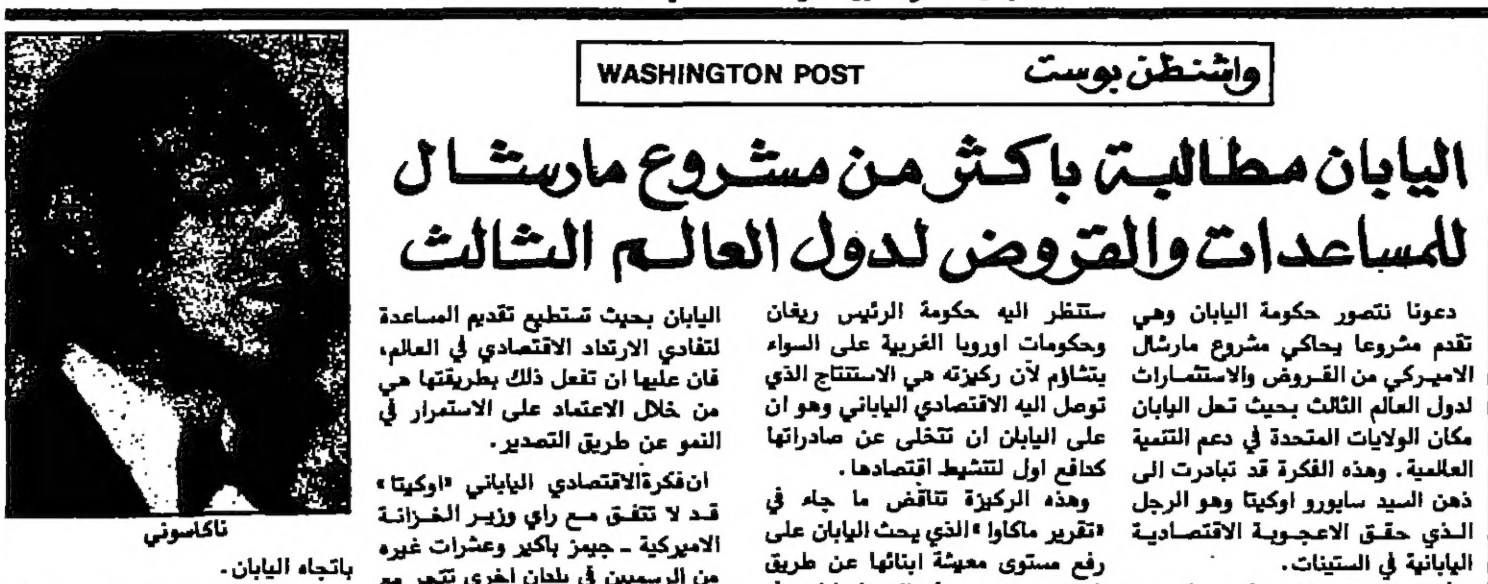 WASHINGTON POST واشنطن بوست
اليابان مطالبة باكثر من مشروع مارشال
للمساعدات والقروض لدول العالم الثالث
دعونا نتصور حكومة اليابان وهي
تقدم مشروعا يحاكي مشروع مارشال
الاميركي من القروض والاستثمارات
لدول العالم الثالث بحيث تحل اليابان
مكان الولايات المتحدة في دعم التنمية
العالمية. وهذه الفكرة قد تبادرت الى
ذهن السيد سابورو اوكيتا وهو الرجل
الذي حقق الاعجوبة الاقتصادية
اليابانية في الستينات.
ستنظر اليه حكومة الرئيس ريغان
وحكومات اوروبا الغربية على السواء
بتشاؤم لأن ركيزته هي الاستنتاج الذي
توصل اليه الاقتصادي الياباني وهو ان
على اليابان ان تتخلى عن صادراتها
كدافع اول لتنشيط اقتصادها.
وهذه الركيزة تناقض ما جاء في
«تقرير ماكاوا» الذي يحث اليابان على
رفع مستوى معيشة ابنائها عن طريق
اليابان بحيث تستطيع تقديم المساعدة
لتفادي الارتداد الاقتصادي في العالم،
فان عليها ان تفعل ذلك بطريقتها هي
من خلال الاعتماد على الاستمرار في
النمو عن طريق التصدير.
ان فكرة الاقتصادي الياباني «اوكيتا»
قد لا تتفق مع راي وزير الخزانة
الاميركية - جيمز باكير وعشرات غيره
من الرسميين في بلدان اخرى تتجر مع
ناكاسوني
باتجاه اليابان.